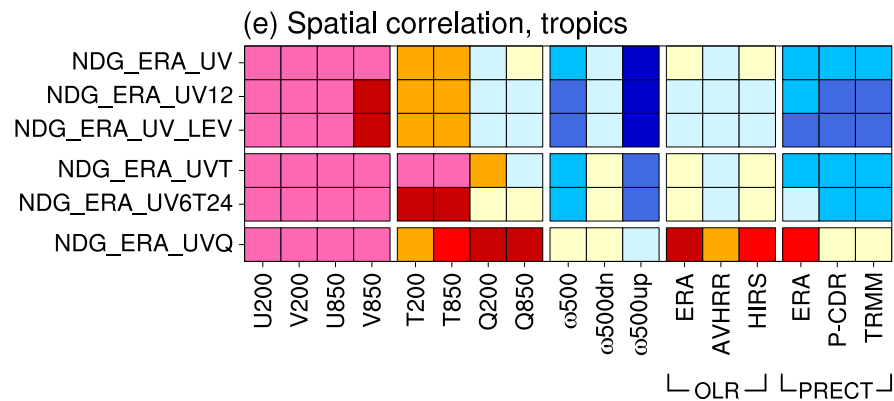 (e) Spatial correlation, tropics
NDG_ERA_UV
NDG_ERA_UV12
NDG_ERA_UV_LEV
NDG_ERA_UVT
NDG_ERA_UV6T24
NDG_ERA_UVQ
U200
V200
U850
V850
T200
T850
Q200
Q850
ω500
ω500dn
ω500up
ERA
AVHRR
HIRS
ERA
P-CDR
TRMM
OLR
PRECT